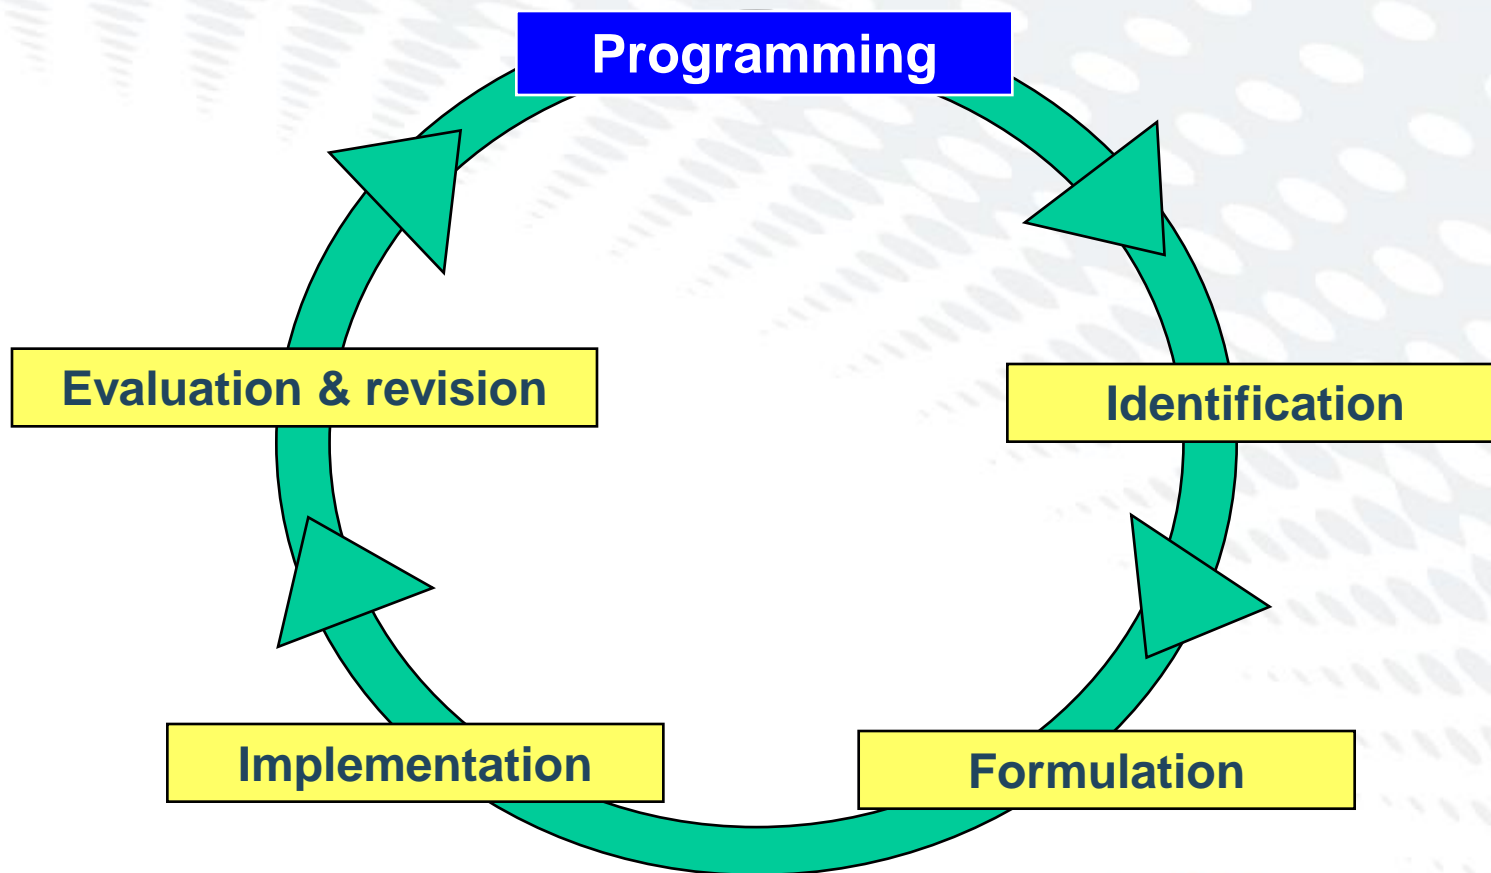 Programming
Identification
Formulation
Implementation
Evaluation & revision